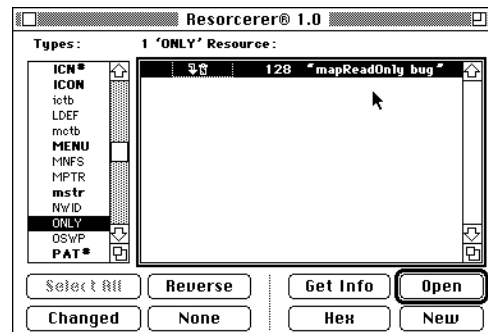 Resorcerer® 1.0
Types:
1 'ONLY' Resource:
ICN#
ICON
ictb
LDEF
mctb
MENU
MNFS
MPTR
mstr
NWID
ONLY
OSWP
PAT#
128 "mapReadOnly bug"
Select All
Reverse
Get Info
Open
Changed
None
Hex
New